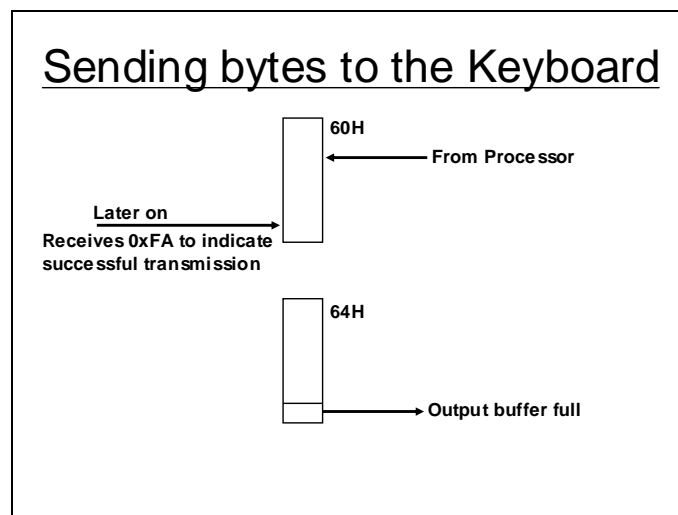 Sending bytes to the Keyboard
60H
From Processor
Later on
Receives 0xFA to indicate
successful transmission
64H
Output buffer full